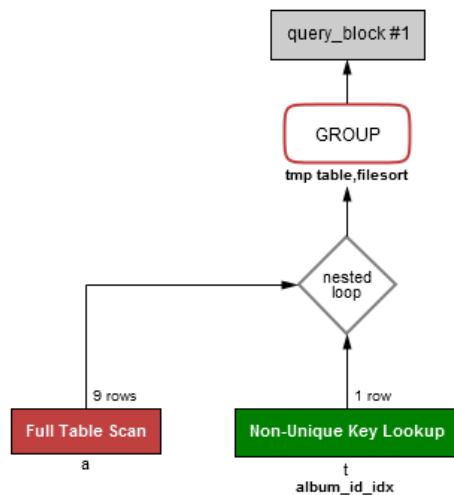 query_block #1
GROUP
tmp table,filesort
nested
loop
9 rows
1 row
Full Table Scan
Non-Unique Key Lookup
a
t
album_id_idx